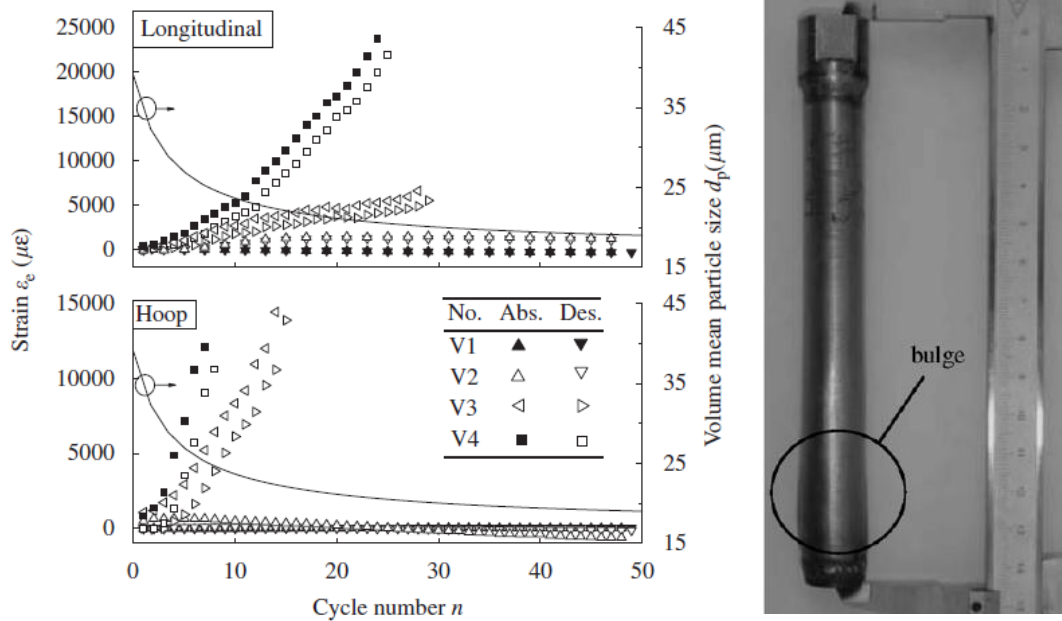 Longitudinal
25000
20000
15000
10000
5000
0
45
35
25
15
Hoop
15000
10000
5000
0
45
35
25
15
No. Abs. Des.
V1 ▲ ▼
V2 △ ▽
V3 ◁ ▷
V4 ■ □
0 10 20 30 40 50
Cycle number n
Strain εe (με)
Volume mean particle size dp(μm)
bulge